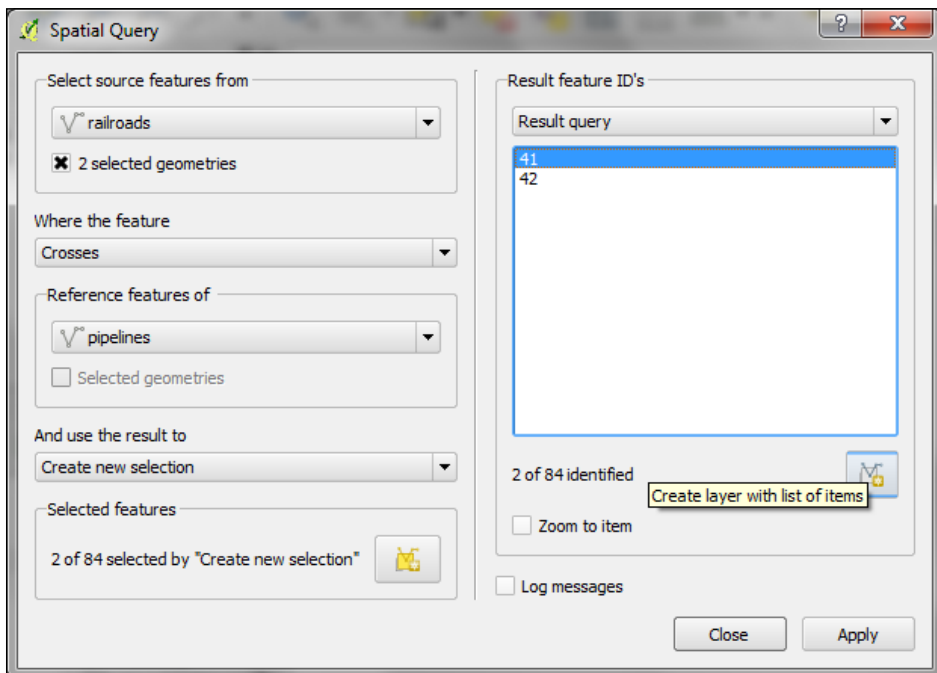 Spatial Query
Select source features from
railroads
2 selected geometries
Where the feature
Crosses
Reference features of
pipelines
Selected geometries
And use the result to
Create new selection
Selected features
2 of 84 selected by "Create new selection"
Result feature ID's
Result query
41
42
2 of 84 identified
Create layer with list of items
Zoom to item
Log messages
Close
Apply